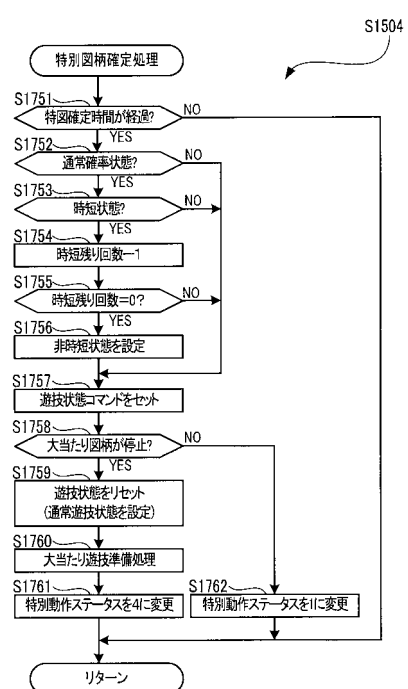 S1504
特別図柄確定処理
S1751
特図確定時間が経過?
NO
YES
S1752
通常確率状態?
NO
YES
S1753
時短状態?
NO
YES
S1754
時短残り回数ー1
S1755
時短残り回数=0?
NO
YES
S1756
非時短状態を設定
S1757
遊技状態コマンドをセット
S1758
大当たり図柄が停止?
NO
YES
S1759
遊技状態をリセット
(通常遊技状態を設定)
S1760
大当たり遊技準備処理
S1761
特別動作ステータスを4に変更
S1762
特別動作ステータスを1に変更
リターン